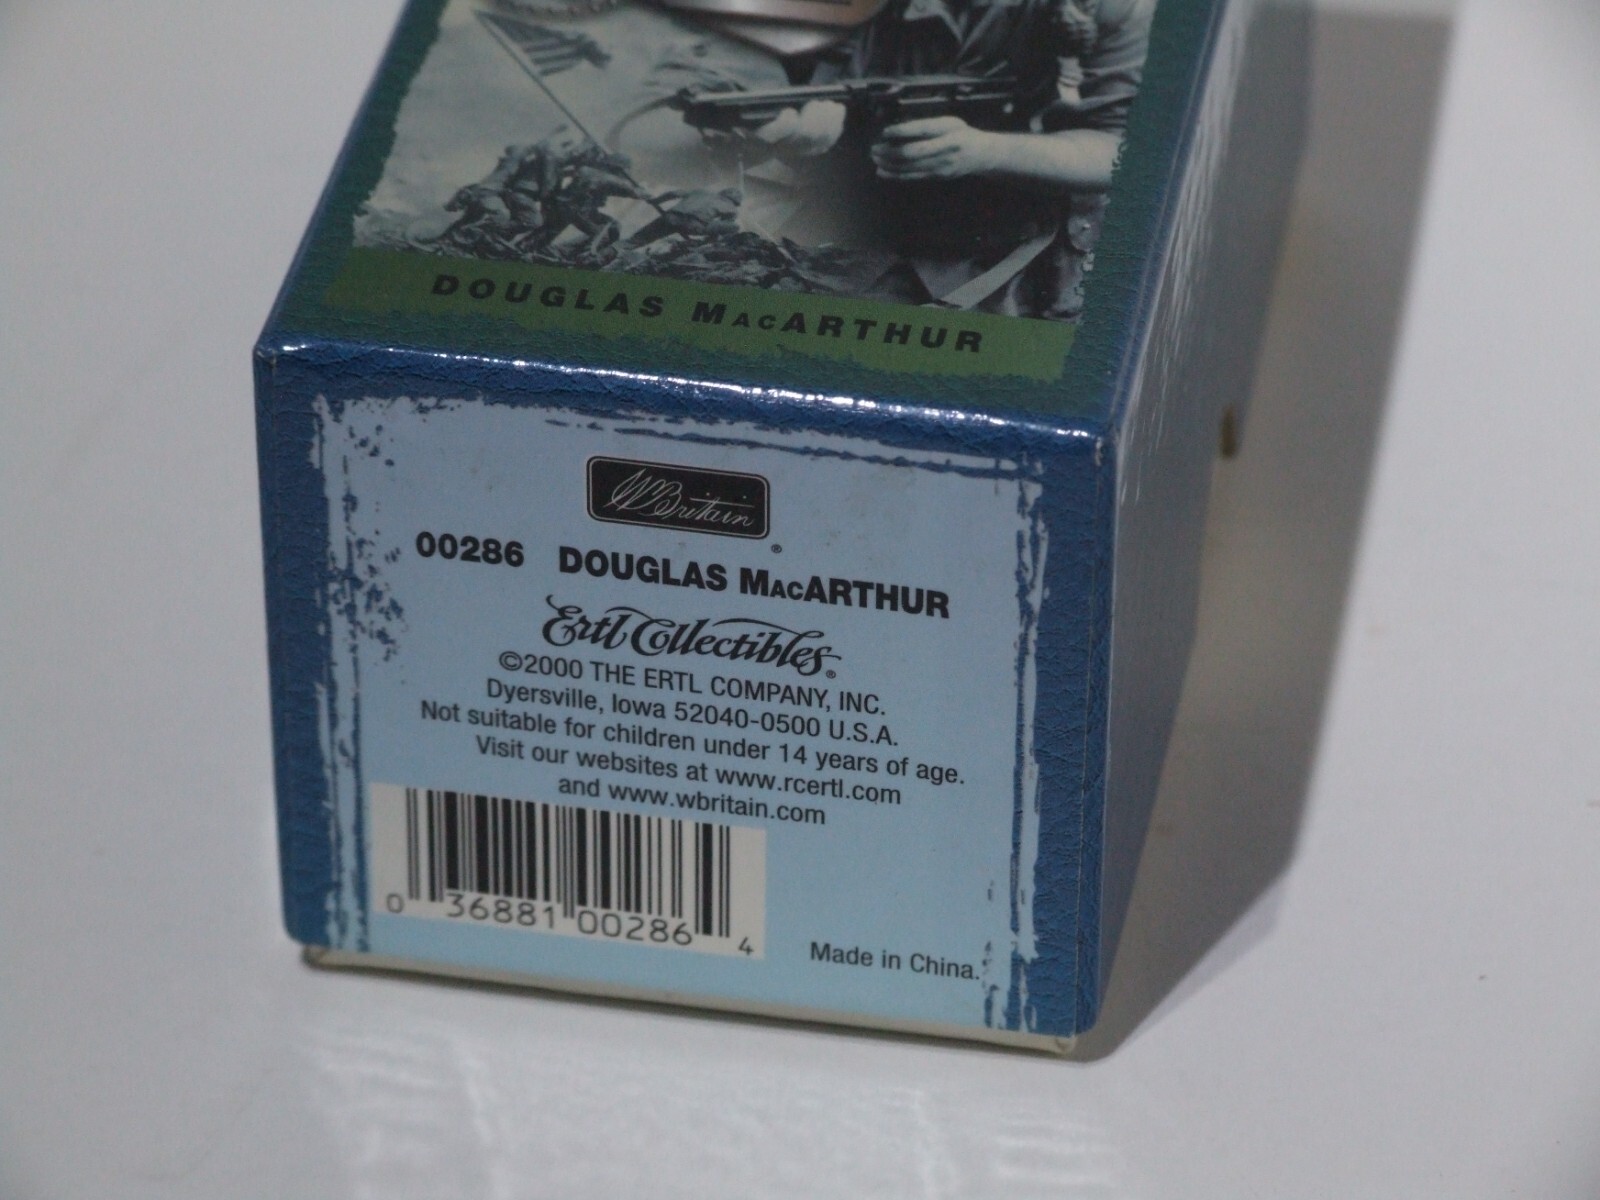 DOUGLAS MacARTHUR
WBritain®
00286 DOUGLAS MacARTHUR
Ertl Collectibles®
©2000 THE ERTL COMPANY, INC.
Dyersville, Iowa 52040-0500 U.S.A.
Not suitable for children under 14 years of age.
Visit our websites at www.rcertl.com
and www.wbritain.com
0 36881 00286 4
Made in China.